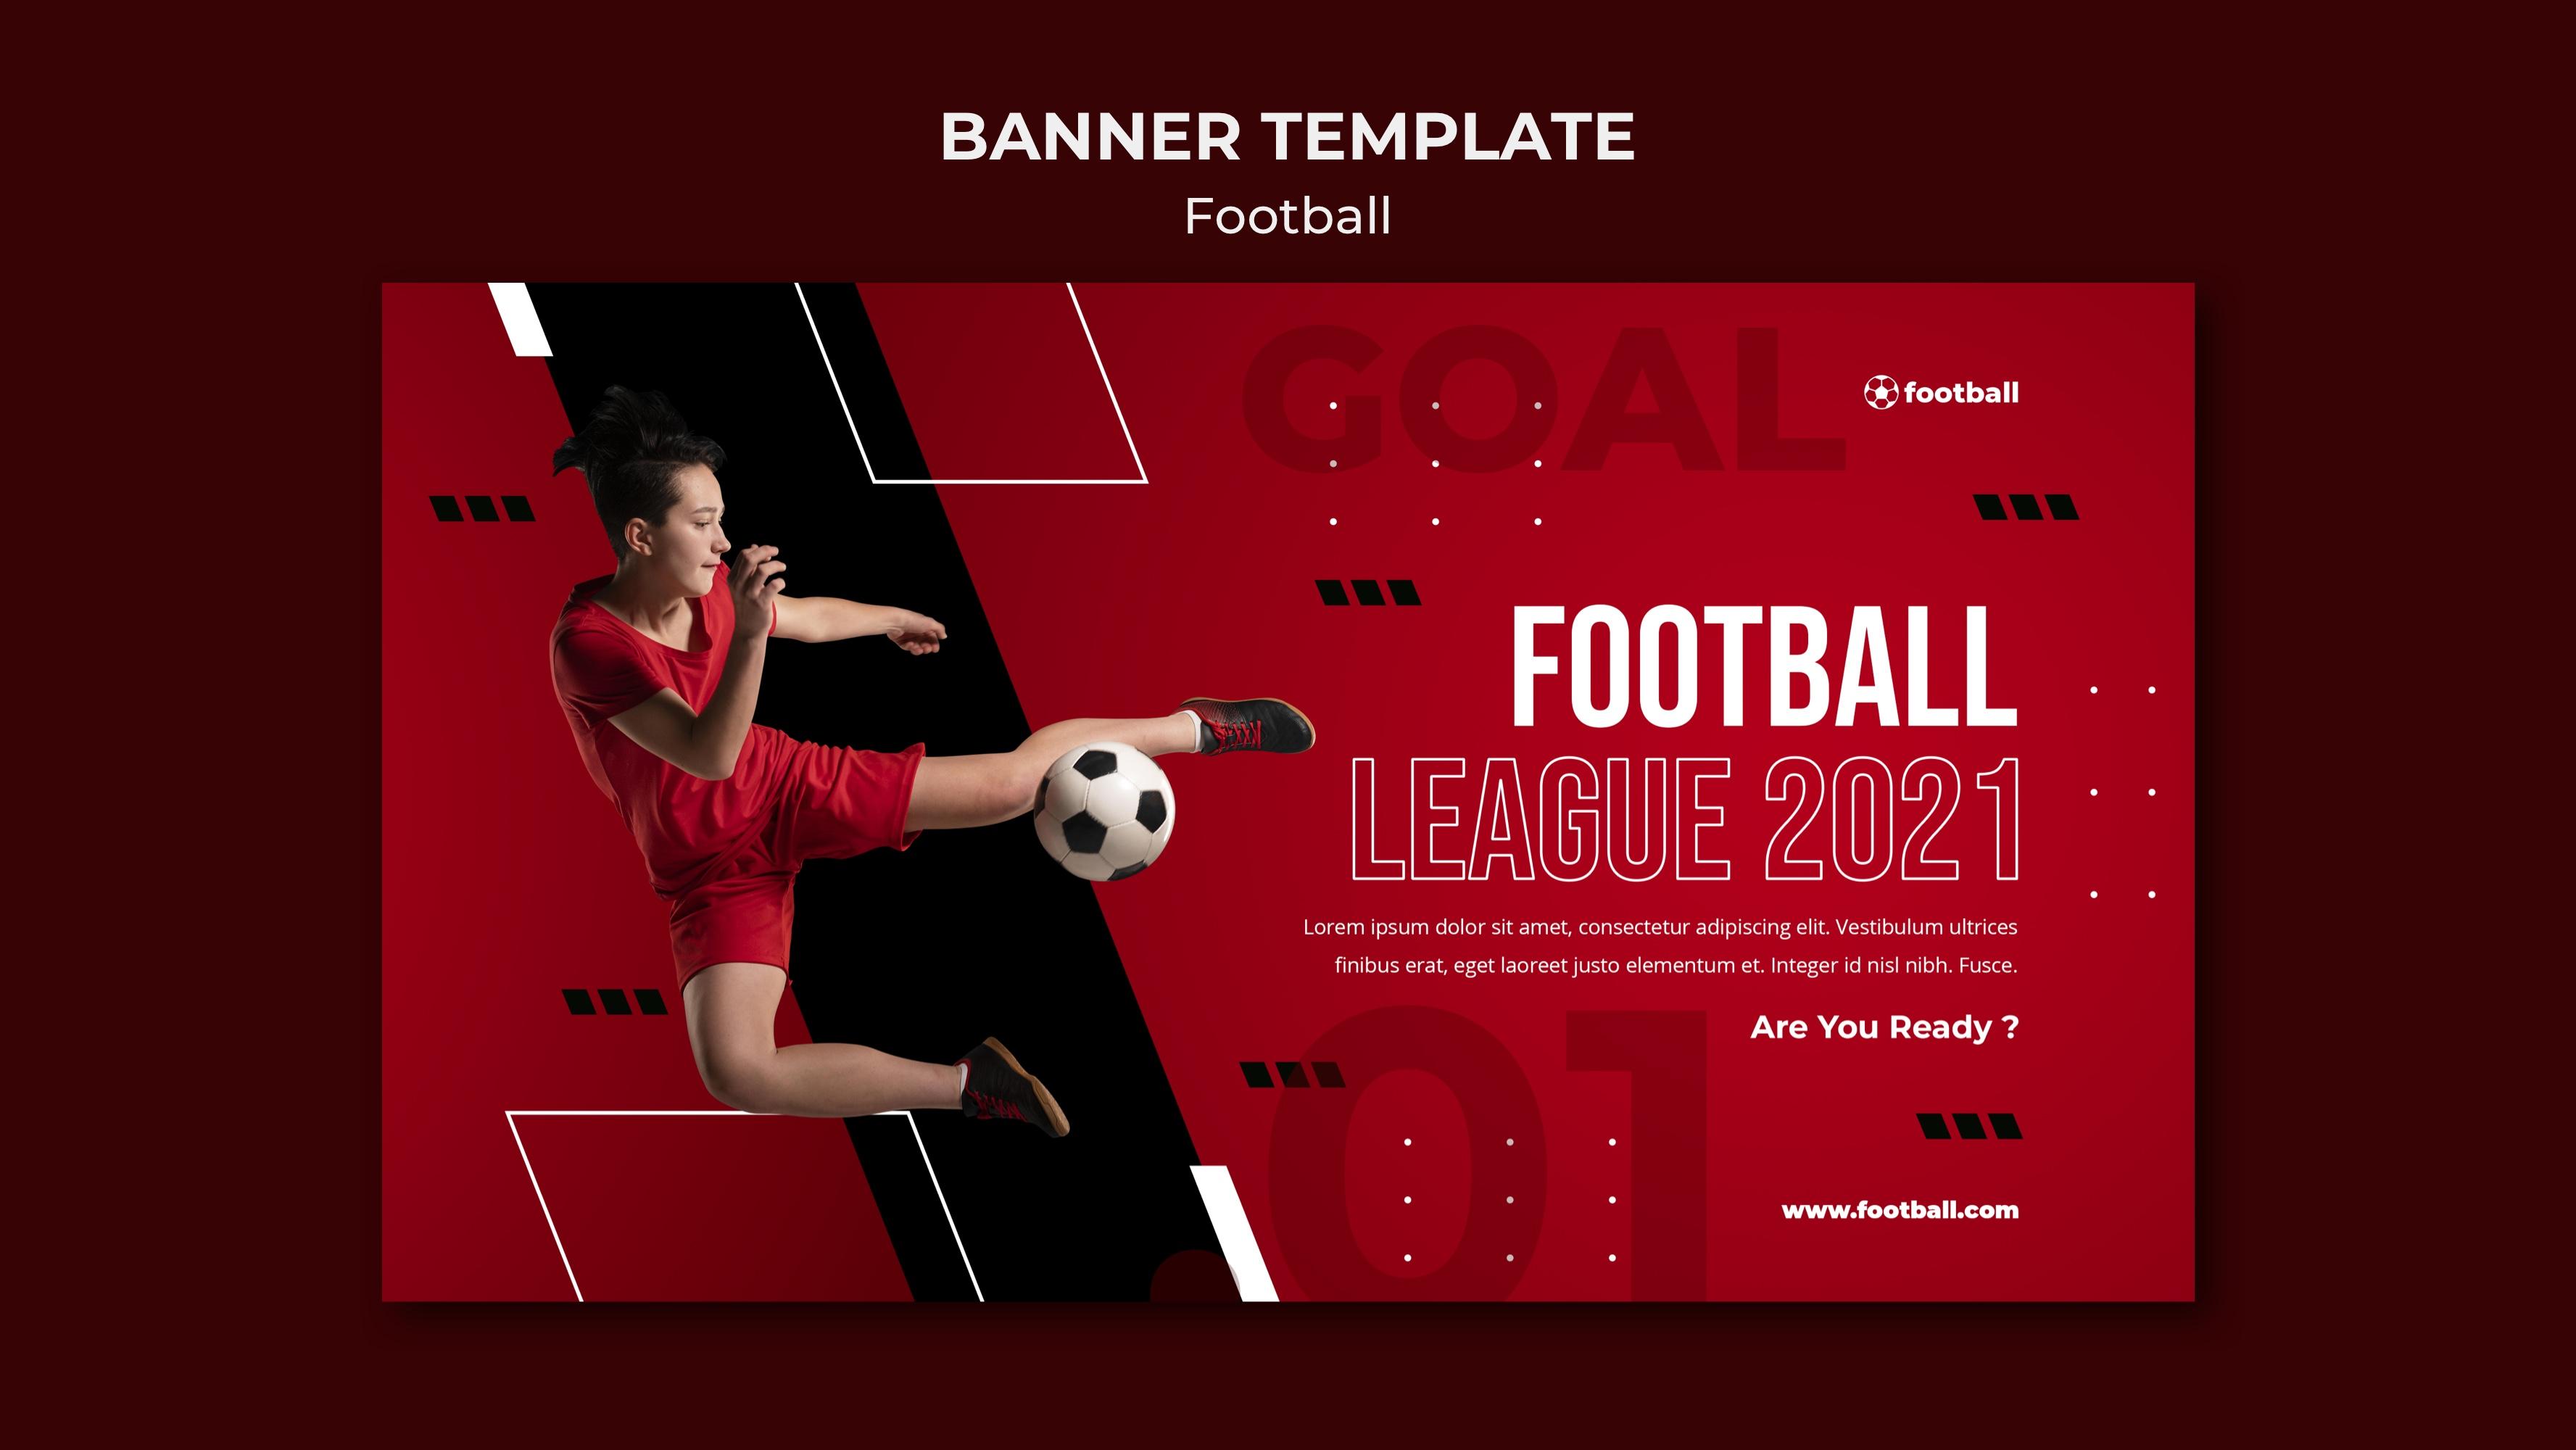 BANNER TEMPLATE
Football
GOAL
football
FOOTBALL
LEAGUE 2021
Lorem ipsum dolor sit amet, consectetur adipiscing elit. Vestibulum ultrices
finibus erat, eget laoreet justo elementum et. Integer id nisl nibh. Fusce.
Are You Ready ?
01
www.football.com